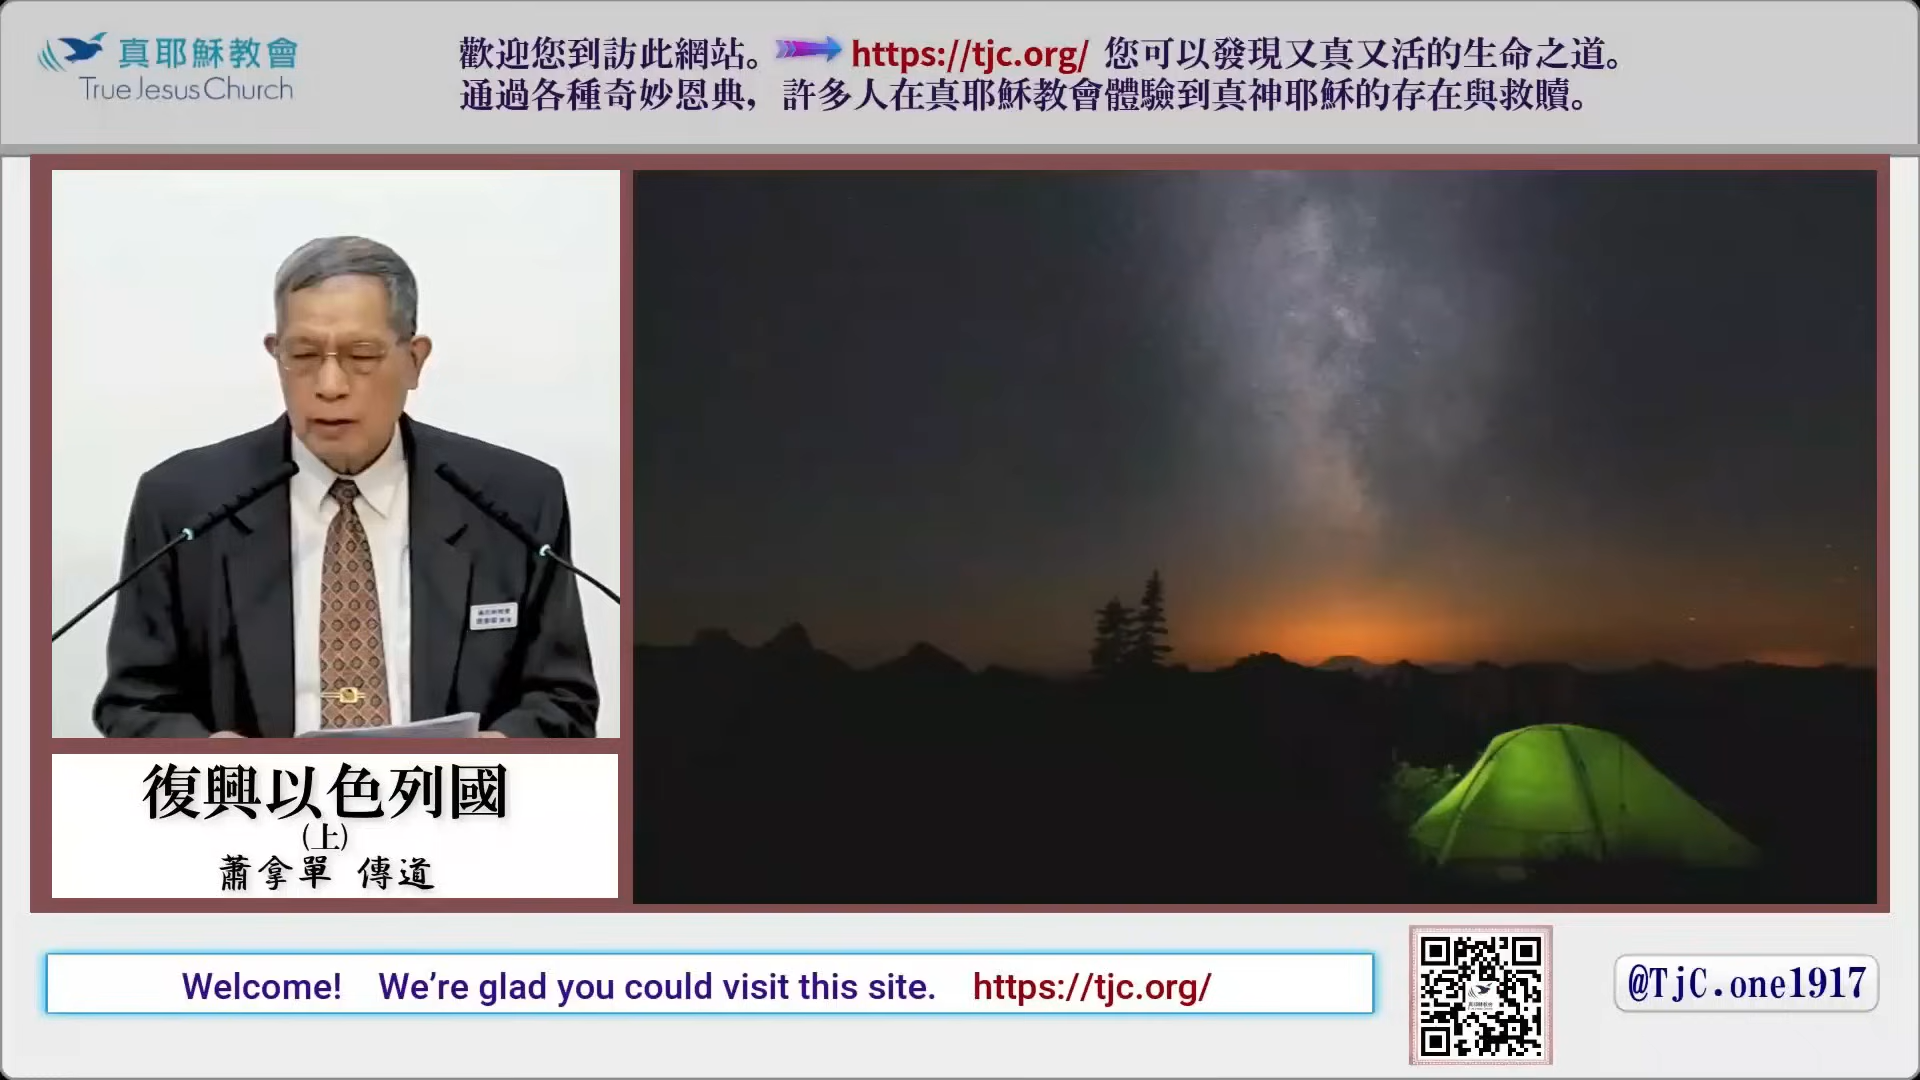 真耶穌教會
True Jesus Church
歡迎您到訪此網站。 https://tjc.org/ 您可以發現又真又活的生命之道。
通過各種奇妙恩典，許多人在真耶穌教會體驗到真神耶穌的存在與救贖。
復興以色列國
(上)
蕭拿單 傳道
Welcome! We’re glad you could visit this site. https://tjc.org/
@TjC.one1917